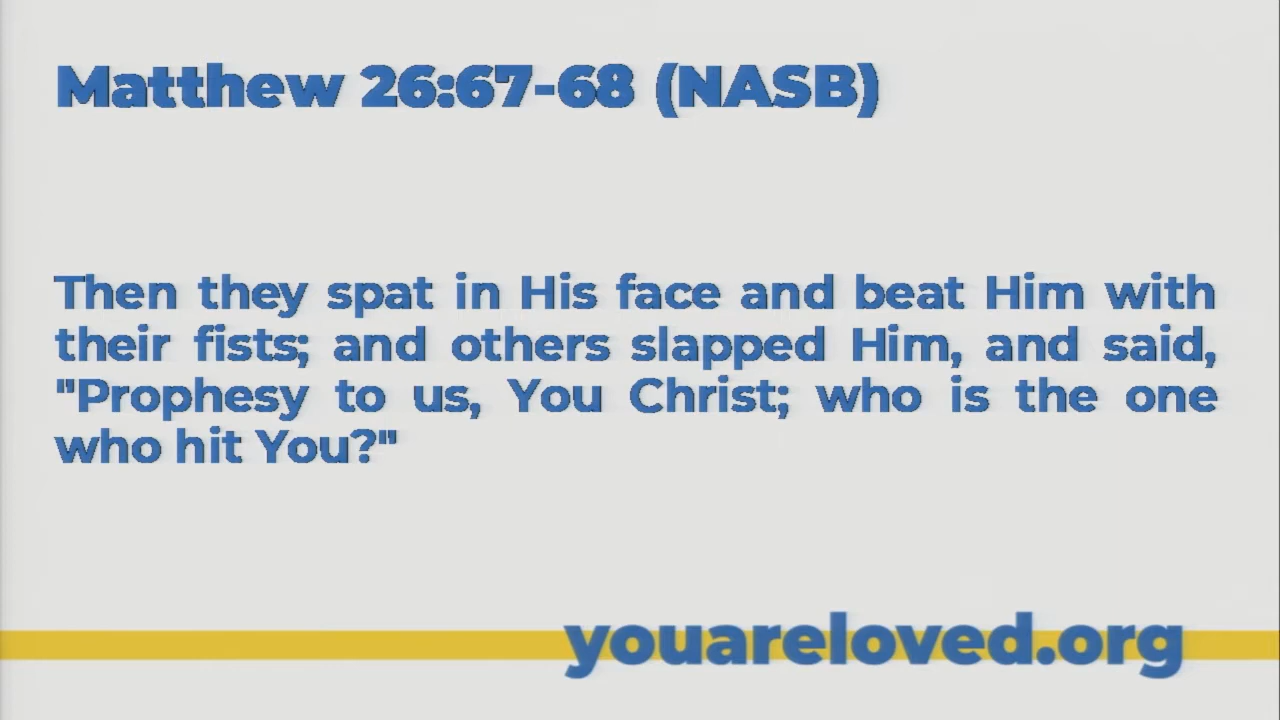 Matthew 26:67-68 (NASB)
Then they spat in His face and beat Him with
their fists; and others slapped Him, and said,
"Prophesy to us, You Christ; who is the one
who hit You?"
youareloved.org